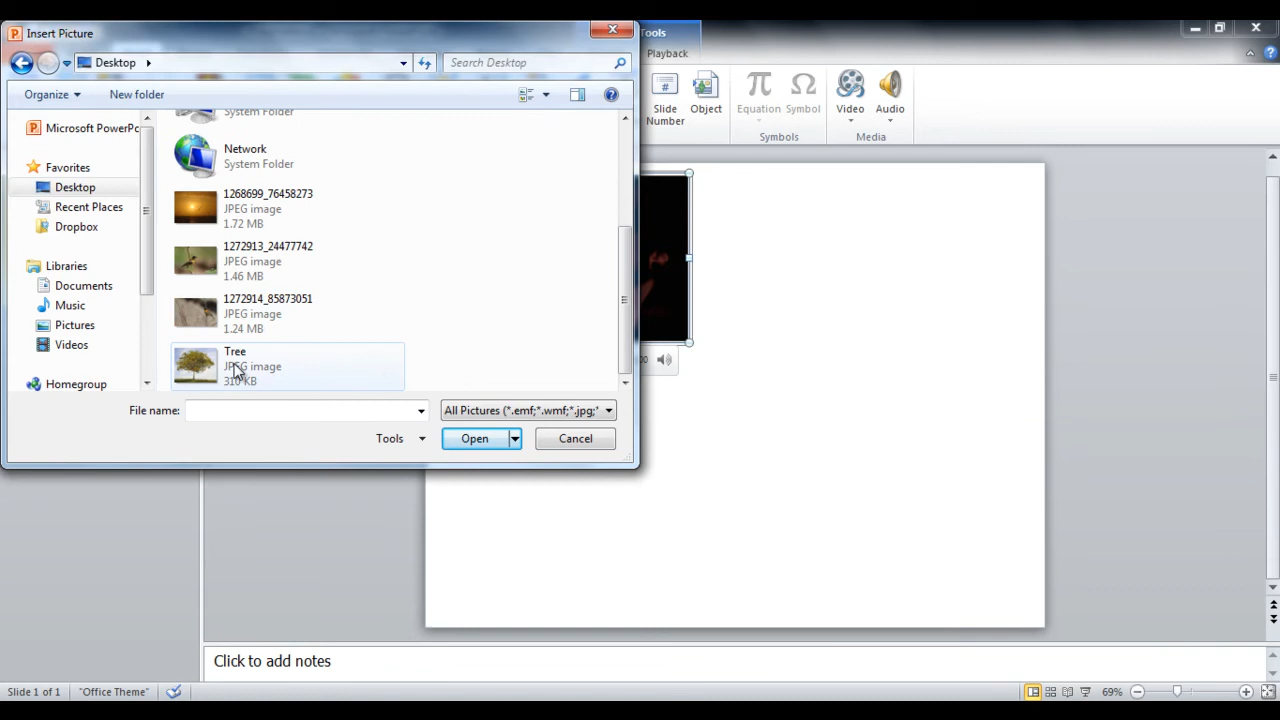 Insert Picture
Tools
Desktop
Search Desktop
Playback
Organize
New folder
Slide Number
Object
Equation
Symbol
Video
Audio
Symbols
Media
Microsoft PowerPc
Favorites
Desktop
Recent Places
Dropbox
Libraries
Documents
Music
Pictures
Videos
Homegroup
System Folder
Network
System Folder
1268699_76458273
JPEG image
1.72 MB
1272913_24477742
JPEG image
1.46 MB
1272914_85873051
JPEG image
1.24 MB
Tree
JPEG image
310 KB
File name:
All Pictures (*.emf;*.wmf;*.jpg;*
Tools
Open
Cancel
Click to add notes
Slide 1 of 1
"Office Theme"
69%